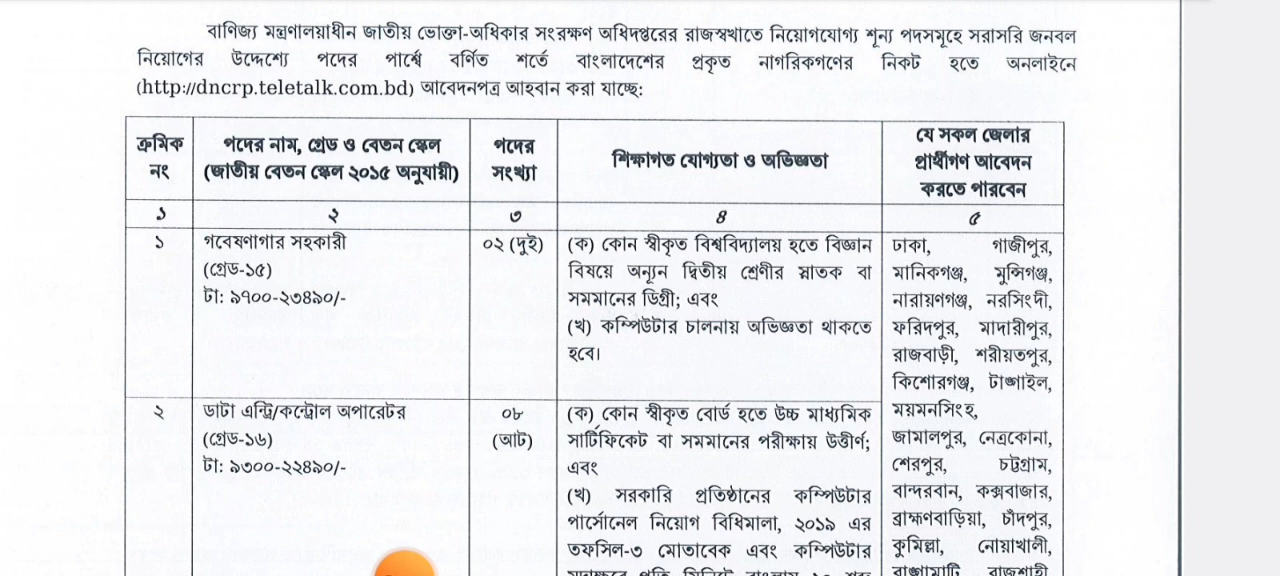 বাণিজ্য মন্ত্রণালয়াধীন জাতীয় ভোক্তা-অধিকার সংরক্ষণ অধিদপ্তরের রাজস্বখাতে নিয়োগযোগ্য শূন্য পদসমূহে সরাসরি জনবল
নিয়োগের উদ্দেশ্যে পদের পার্শ্বে বর্ণিত শর্তে বাংলাদেশের প্রকৃত নাগরিকগণের নিকট হতে অনলাইনে
(http://dncrp.teletalk.com.bd) আবেদনপত্র আহবান করা যাচ্ছে:
ক্রমিক
নং
পদের নাম, গ্রেড ও বেতন স্কেল
(জাতীয় বেতন স্কেল ২০১৫ অনুযায়ী)
পদের
সংখ্যা
শিক্ষাগত যোগ্যতা ও অভিজ্ঞতা
যে সকল জেলার
প্রার্থীগণ আবেদন
করতে পারবেন
১
২
৩
৪
৫
১
গবেষণাগার সহকারী
(গ্রেড-১৫)
টা: ৯৭০০-২৩৪৯০/-
০২ (দুই)
(ক) কোন স্বীকৃত বিশ্ববিদ্যালয় হতে বিজ্ঞান
বিষয়ে অন্যূন দ্বিতীয় শ্রেণীর স্নাতক বা
সমমানের ডিগ্রী; এবং
(খ) কম্পিউটার চালনায় অভিজ্ঞতা থাকতে
হবে।
২
ডাটা এন্ট্রি/কন্ট্রোল অপারেটর
(গ্রেড-১৬)
টা: ৯৩০০-২২৪৯০/-
০৮
(আট)
(ক) কোন স্বীকৃত বোর্ড হতে উচ্চ মাধ্যমিক
সার্টিফিকেট বা সমমানের পরীক্ষায় উত্তীর্ণ;
এবং
(খ) সরকারি প্রতিষ্ঠানের কম্পিউটার
পার্সোনেল নিয়োগ বিধিমালা, ২০১৯ এর
তফসিল-৩ মোতাবেক এবং কম্পিউটার
ঢাকা, গাজীপুর,
মানিকগঞ্জ, মুন্সিগঞ্জ,
নারায়ণগঞ্জ, নরসিংদী,
ফরিদপুর, মাদারীপুর,
রাজবাড়ী, শরীয়তপুর,
কিশোরগঞ্জ, টাঙ্গাইল,
ময়মনসিংহ,
জামালপুর, নেত্রকোনা,
শেরপুর, চট্টগ্রাম,
বান্দরবান, কক্সবাজার,
ব্রাহ্মণবাড়িয়া, চাঁদপুর,
কুমিল্লা, নোয়াখালী,
রাঙ্গামাটি রাজশাহী